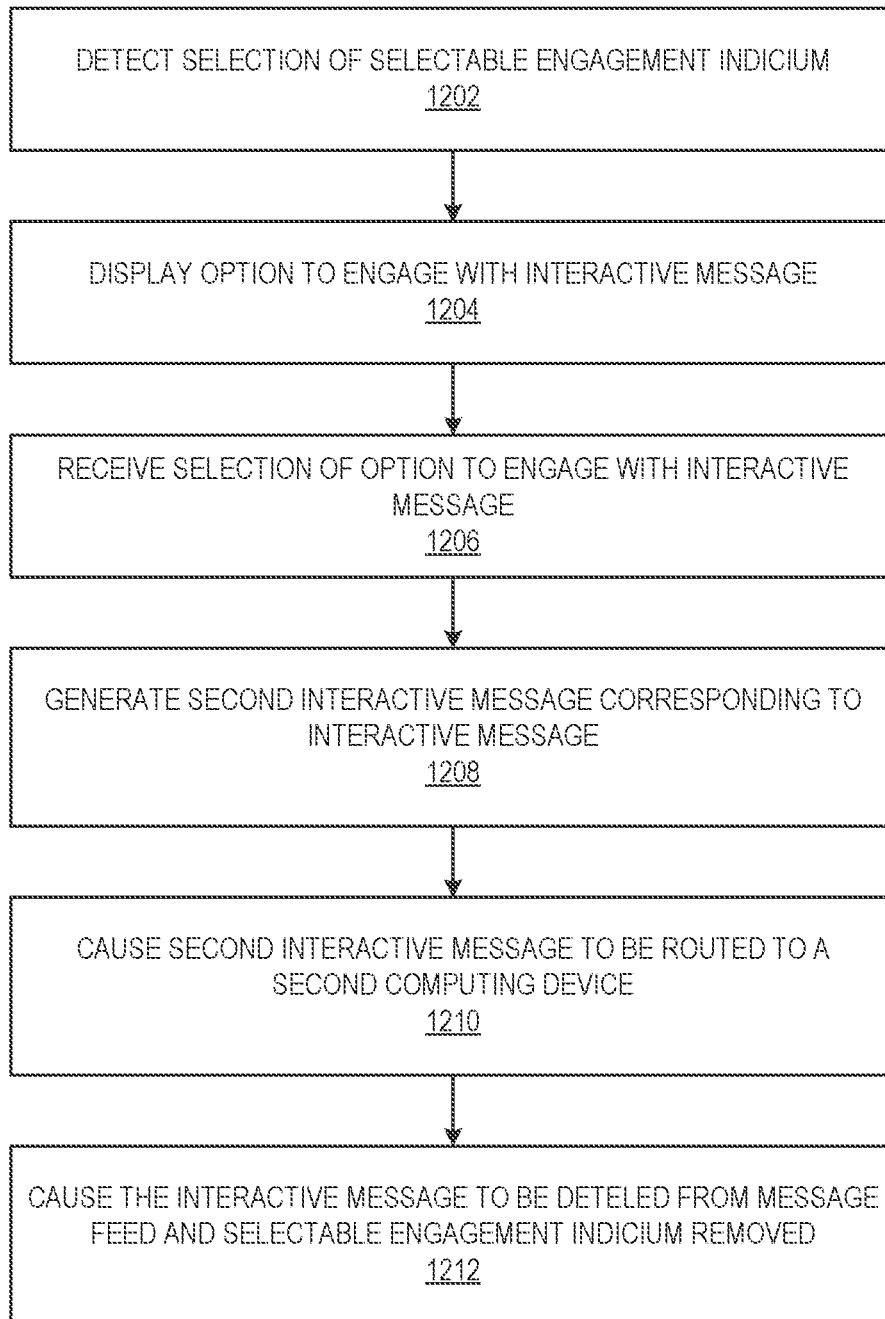 DETECT SELECTION OF SELECTABLE ENGAGEMENT INDICIUM
1202
DISPLAY OPTION TO ENGAGE WITH INTERACTIVE MESSAGE
1204
RECEIVE SELECTION OF OPTION TO ENGAGE WITH INTERACTIVE
MESSAGE
1206
GENERATE SECOND INTERACTIVE MESSAGE CORRESPONDING TO
INTERACTIVE MESSAGE
1208
CAUSE SECOND INTERACTIVE MESSAGE TO BE ROUTED TO A
SECOND COMPUTING DEVICE
1210
CAUSE THE INTERACTIVE MESSAGE TO BE DETELED FROM MESSAGE
FEED AND SELECTABLE ENGAGEMENT INDICIUM REMOVED
1212